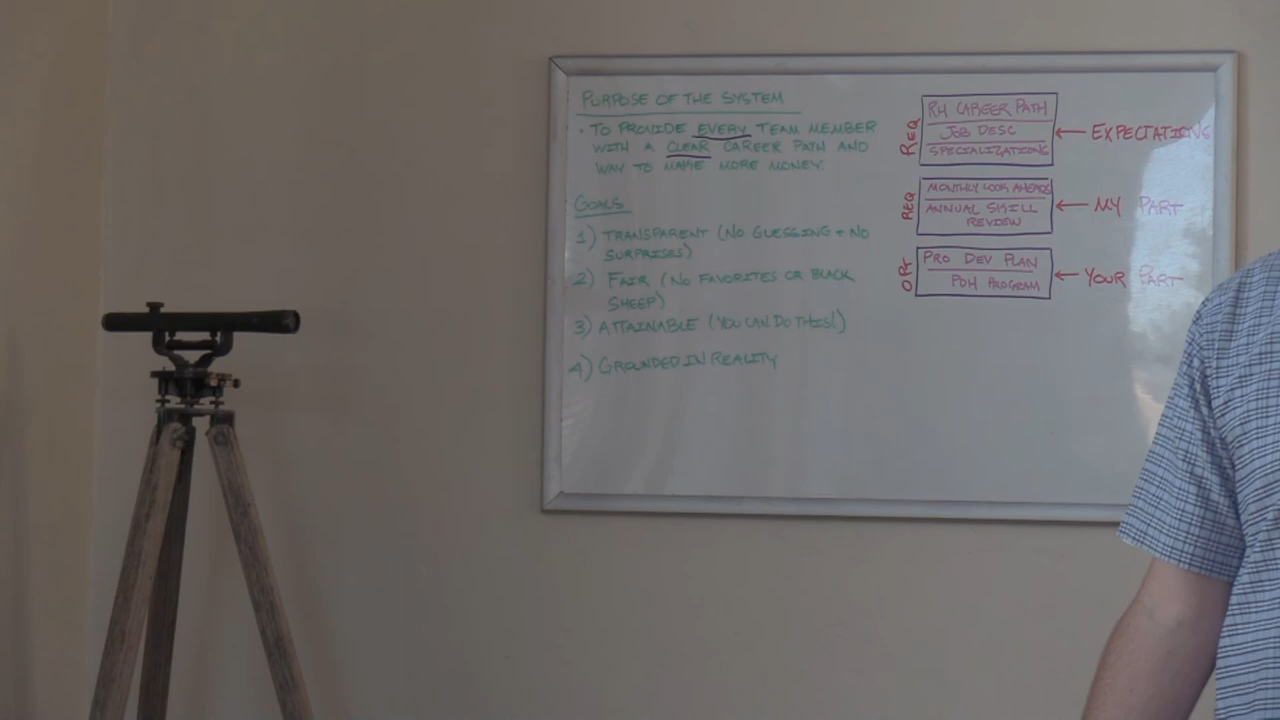 PURPOSE OF THE SYSTEM
• TO PROVIDE EVERY TEAM MEMBER
WITH A CLEAR CAREER PATH AND
WAY TO MAKE MORE MONEY.
GOALS
1) TRANSPARENT (NO GUESSING + NO
SURPRISES)
2) FAIR (NO FAVORITES OR BLACK
SHEEP)
3) ATTAINABLE (YOU CAN DO THIS!)
4) GROUNDED IN REALITY
REQ
RH CAREER PATH
JOB DESC
SPECIALIZATIONS
← EXPECTATIONS
REQ
MONTHLY LOOK AHEADS
ANNUAL SKILL
REVIEW
← MY PART
OPT
PRO DEV PLAN
PDH PROGRAM
← YOUR PART